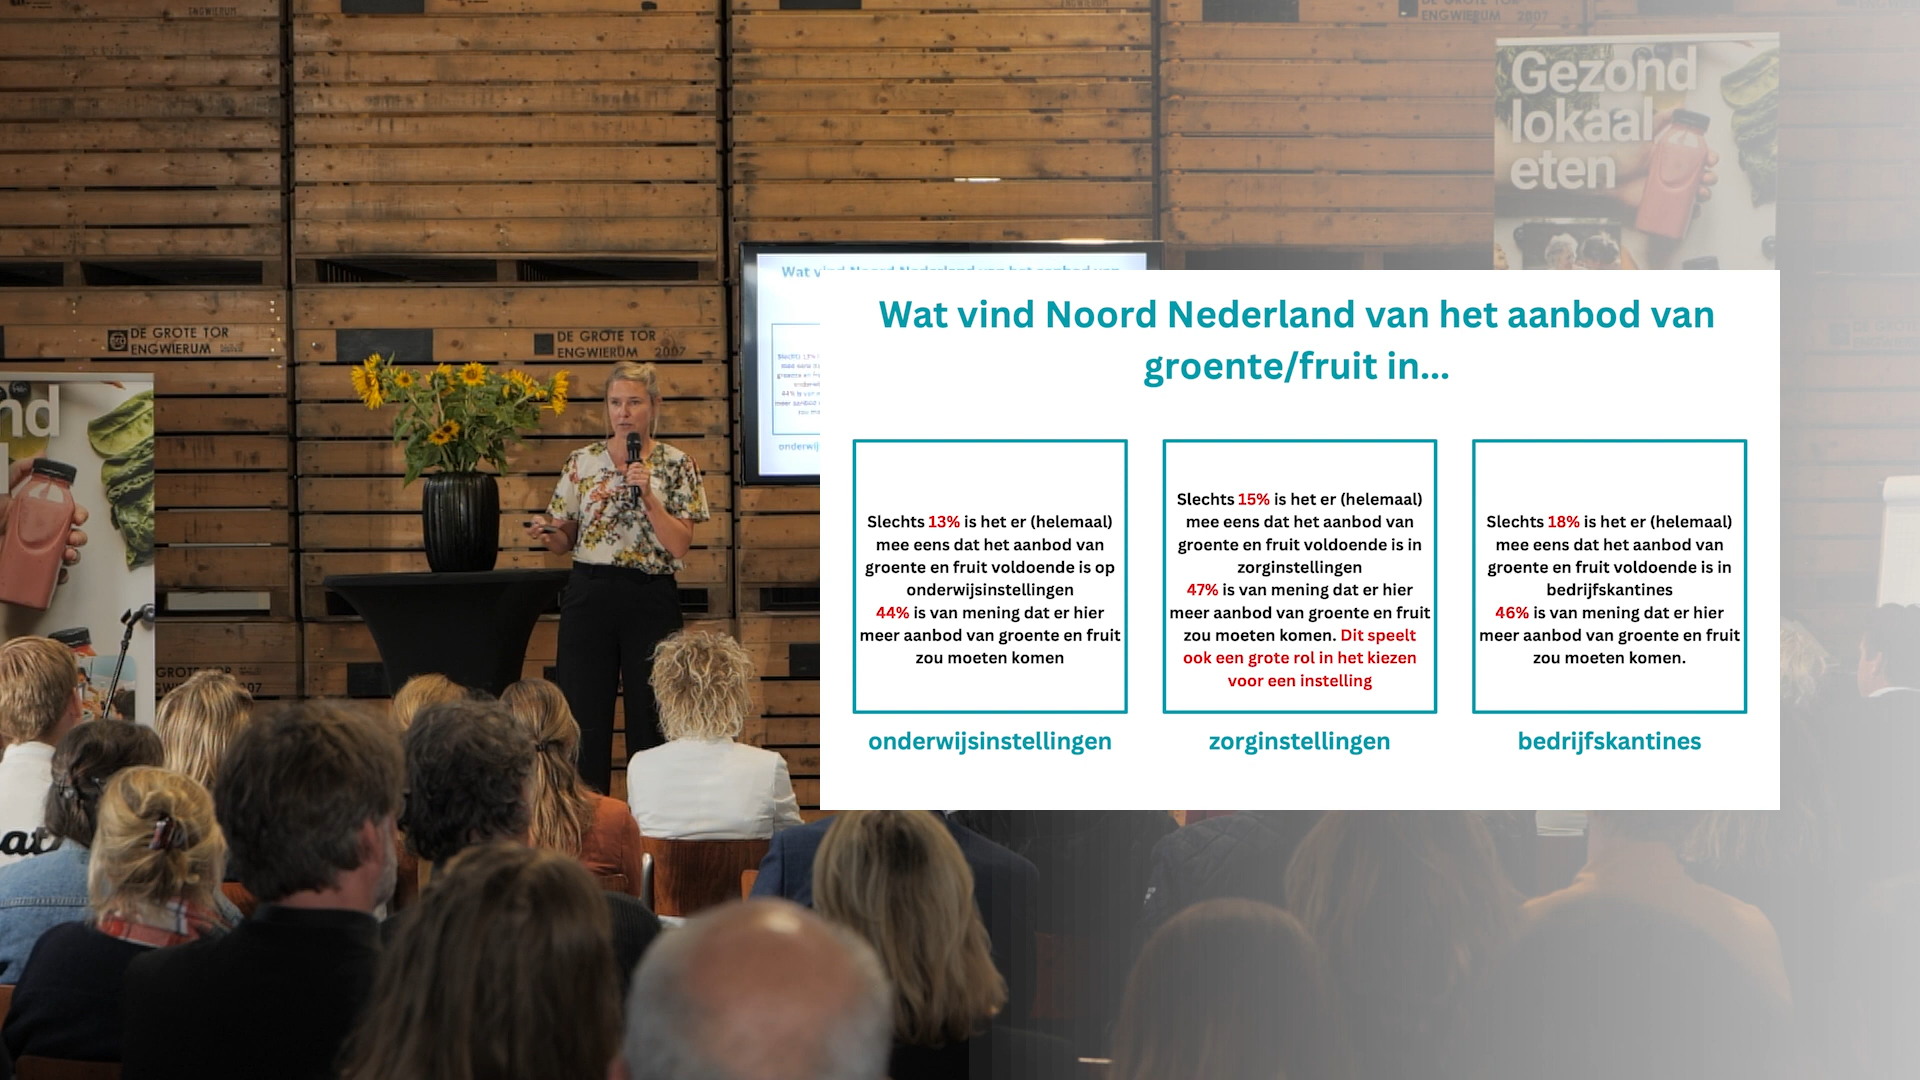 ENGWIERUM
ENGWIERUM 2807
Gezond
lokaal
eten
Wat v
DE GROTE TOR
ENGWIERUM
DE GROTE TOR
ENGWIERUM 2007
nd
onderwij
Wat vind Noord Nederland van het aanbod van
groente/fruit in...
Slechts 13% is het er (helemaal)
mee eens dat het aanbod van
groente en fruit voldoende is op
onderwijsinstellingen
44% is van mening dat er hier
meer aanbod van groente en fruit
zou moeten komen
onderwijsinstellingen
Slechts 15% is het er (helemaal)
mee eens dat het aanbod van
groente en fruit voldoende is in
zorginstellingen
47% is van mening dat er hier
meer aanbod van groente en fruit
zou moeten komen. Dit speelt
ook een grote rol in het kiezen
voor een instelling
zorginstellingen
Slechts 18% is het er (helemaal)
mee eens dat het aanbod van
groente en fruit voldoende is in
bedrijfskantines
46% is van mening dat er hier
meer aanbod van groente en fruit
zou moeten komen.
bedrijfskantines